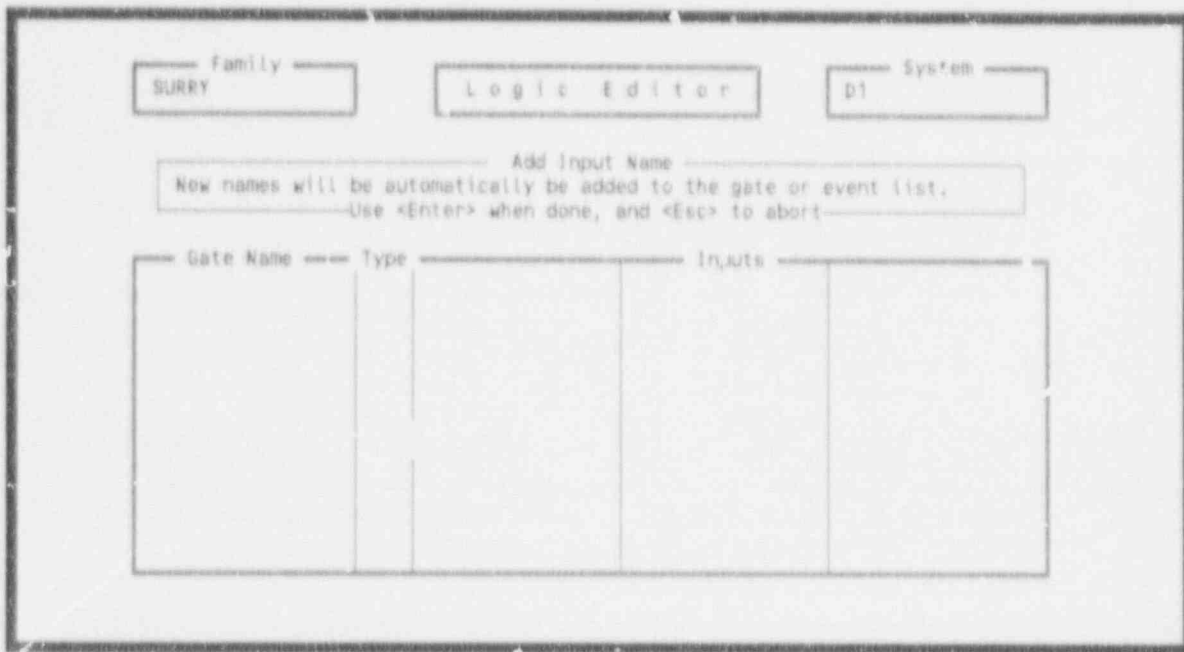 Family System
SURRY Logic Editor D1
Add Input Name
New names will be automatically be added to the gate or event list.
Use <Enter> when done, and <Esc> to abort
Gate Name Type Inputs